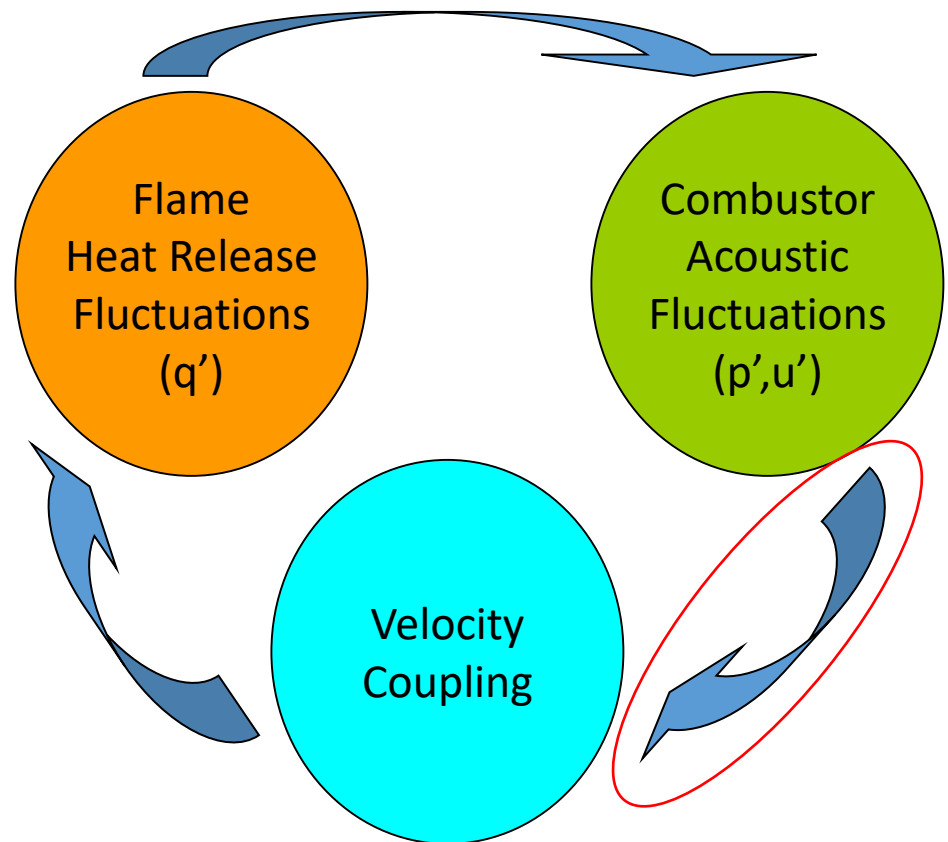 Flame
Heat Release
Fluctuations
(q’)
Combustor
Acoustic
Fluctuations
(p’,u’)
Velocity
Coupling